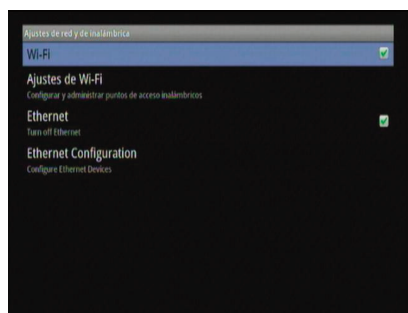 Ajustes de red y de inalámbrica
Wi-Fi
Ajustes de Wi-Fi
Configurar y administrar puntos de acceso inalámbricos
Ethernet
Turn off Ethernet
Ethernet Configuration
Configure Ethernet Devices